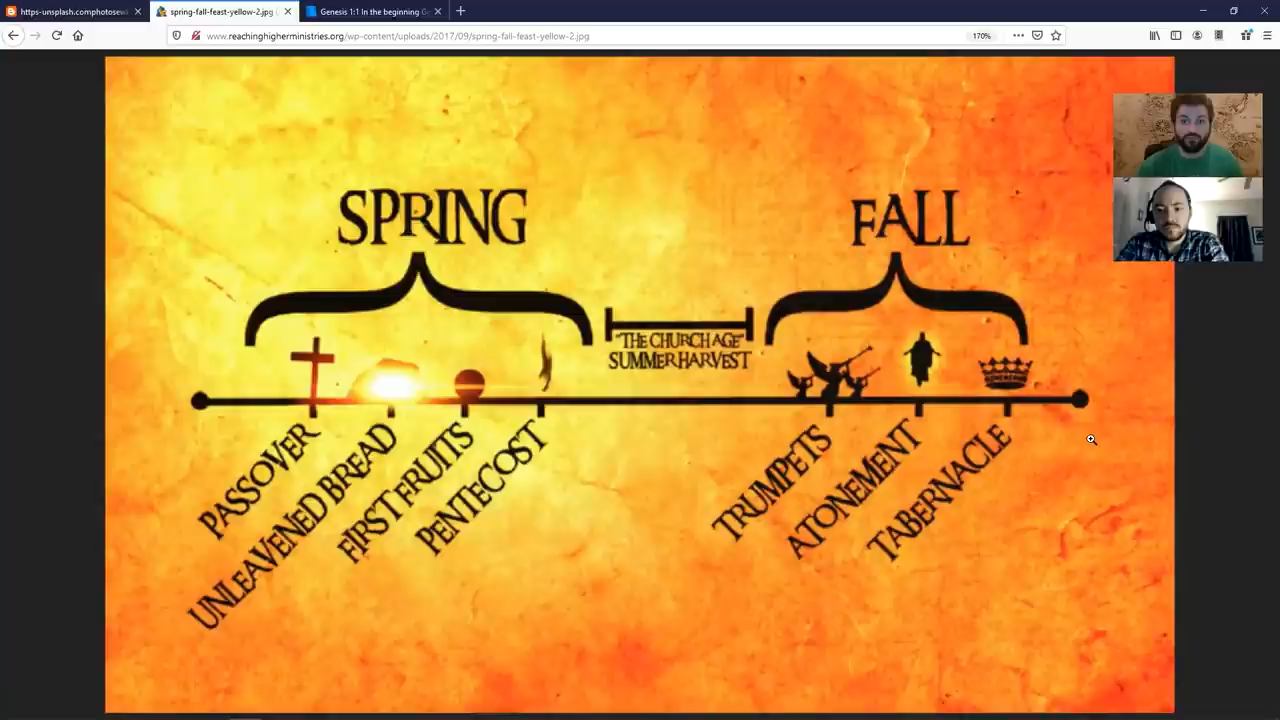 https-unsplash.comphotosew
spring-fall-feast-yellow-2.jpg (
Genesis 1:1 In the beginning G
www.reachinghigherministries.org/wp-content/uploads/2017/09/spring-fall-feast-yellow-2.jpg
170%
SPRING
FALL
"THE CHURCH AGE"
SUMMER HARVEST
PASSOVER
UNLEAVENED BREAD
FIRST FRUITS
PENTECOST
TRUMPETS
ATONEMENT
TABERNACLE